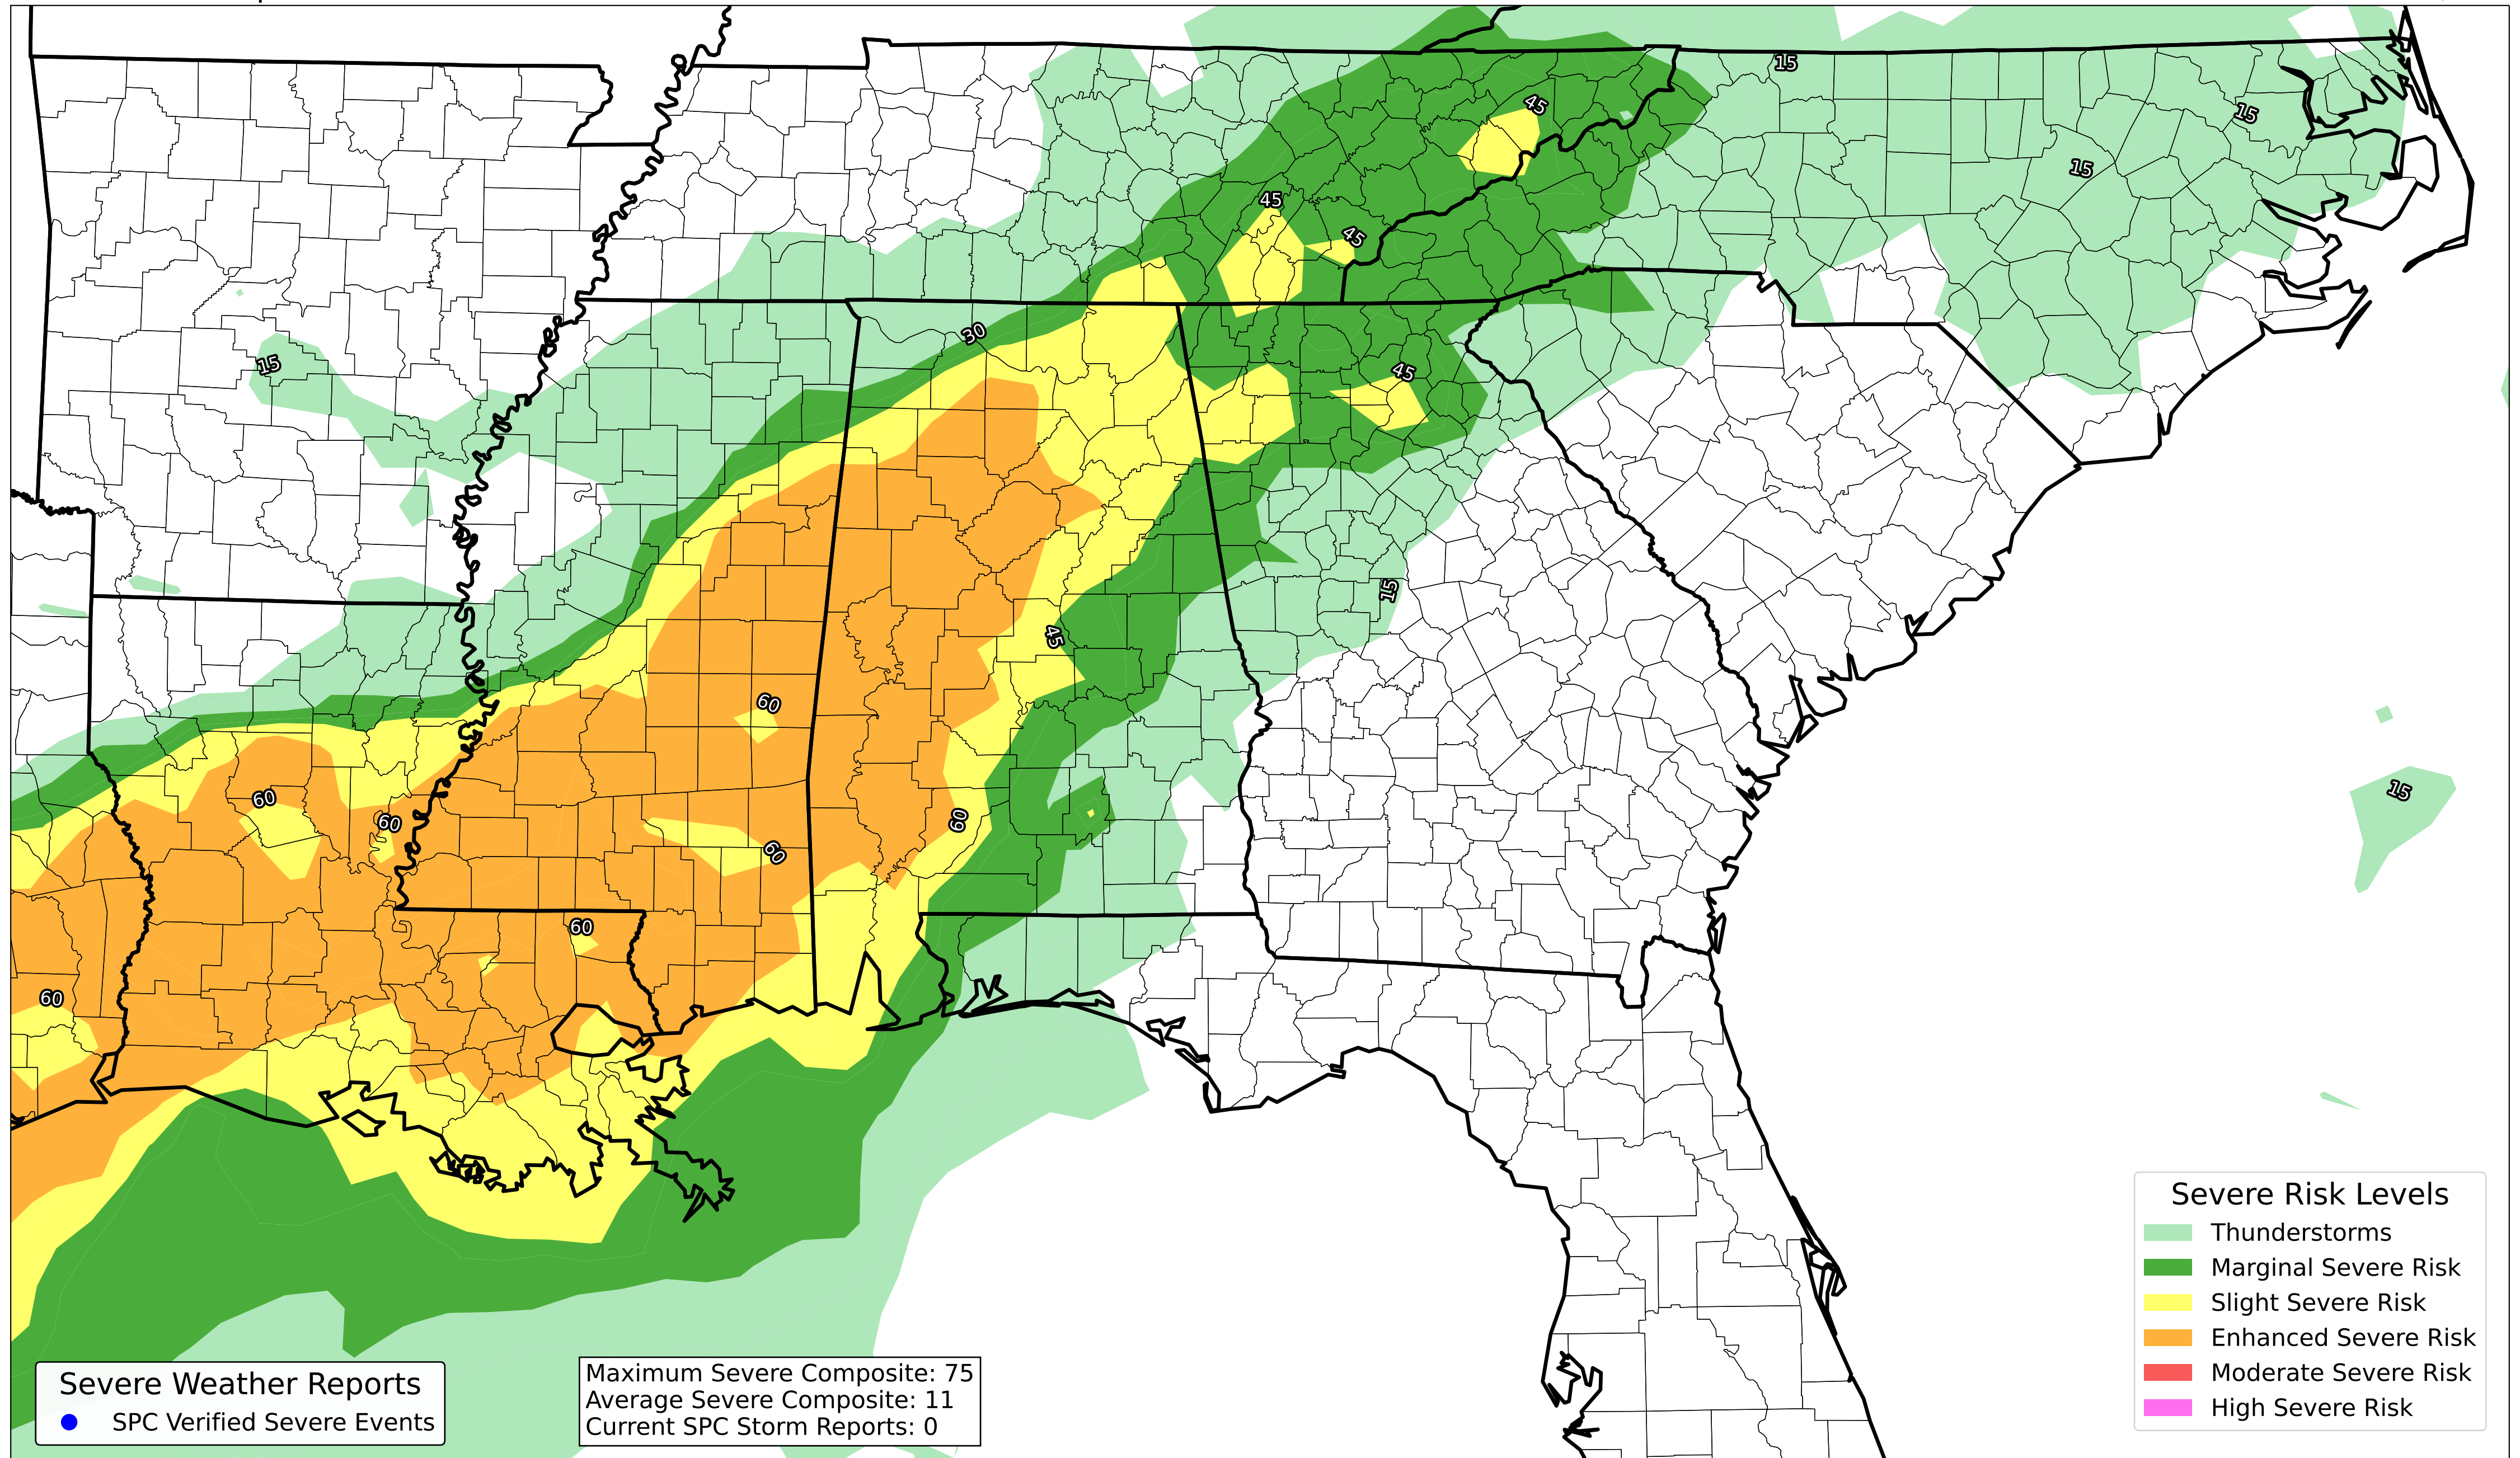 15
45
15
15
45
45
30
15
45
15
45
60
60
15
60
60
60
60
60
Severe Risk Levels
Thunderstorms
Marginal Severe Risk
Slight Severe Risk
Enhanced Severe Risk
Moderate Severe Risk
High Severe Risk
Severe Weather Reports
SPC Verified Severe Events
Maximum Severe Composite: 75
Average Severe Composite: 11
Current SPC Storm Reports: 0